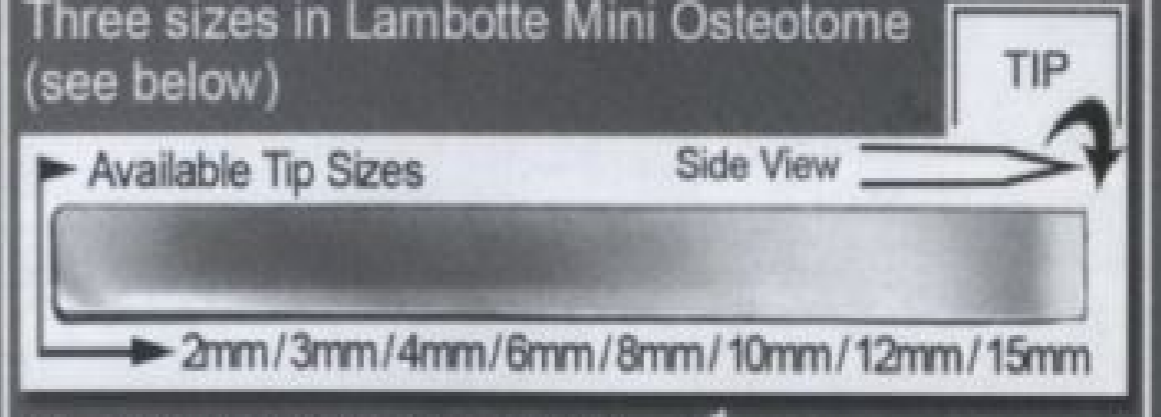 Three sizes in Lambotte Mini Osteotome
(see below)
TIP
Available Tip Sizes
Side View
2mm/3mm/4mm/6mm/8mm/10mm/12mm/15mm